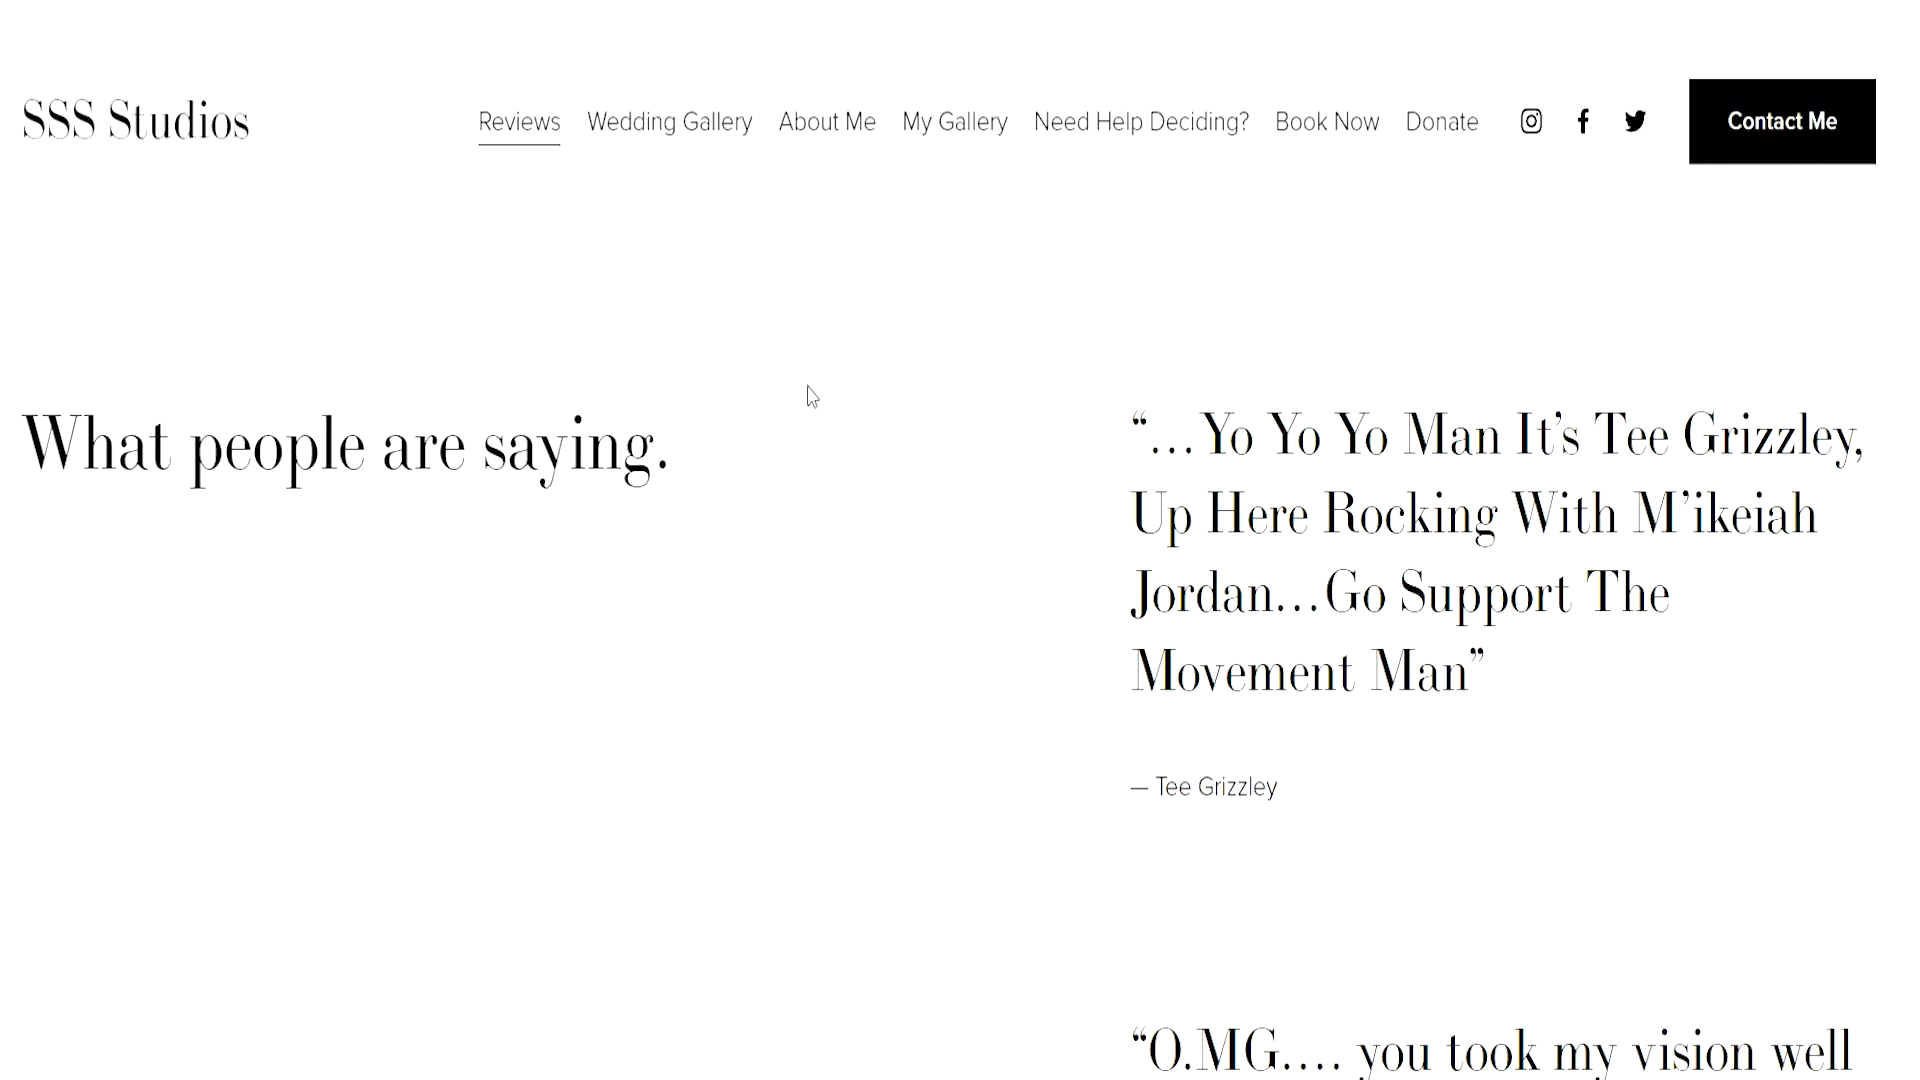 SSS Studios
Reviews Wedding Gallery About Me My Gallery Need Help Deciding? Book Now Donate Contact Me
What people are saying.
“…Yo Yo Yo Man It’s Tee Grizzley,
Up Here Rocking With M’ikeiah
Jordan…Go Support The
Movement Man”
— Tee Grizzley
“O.MG…. you took my vision well